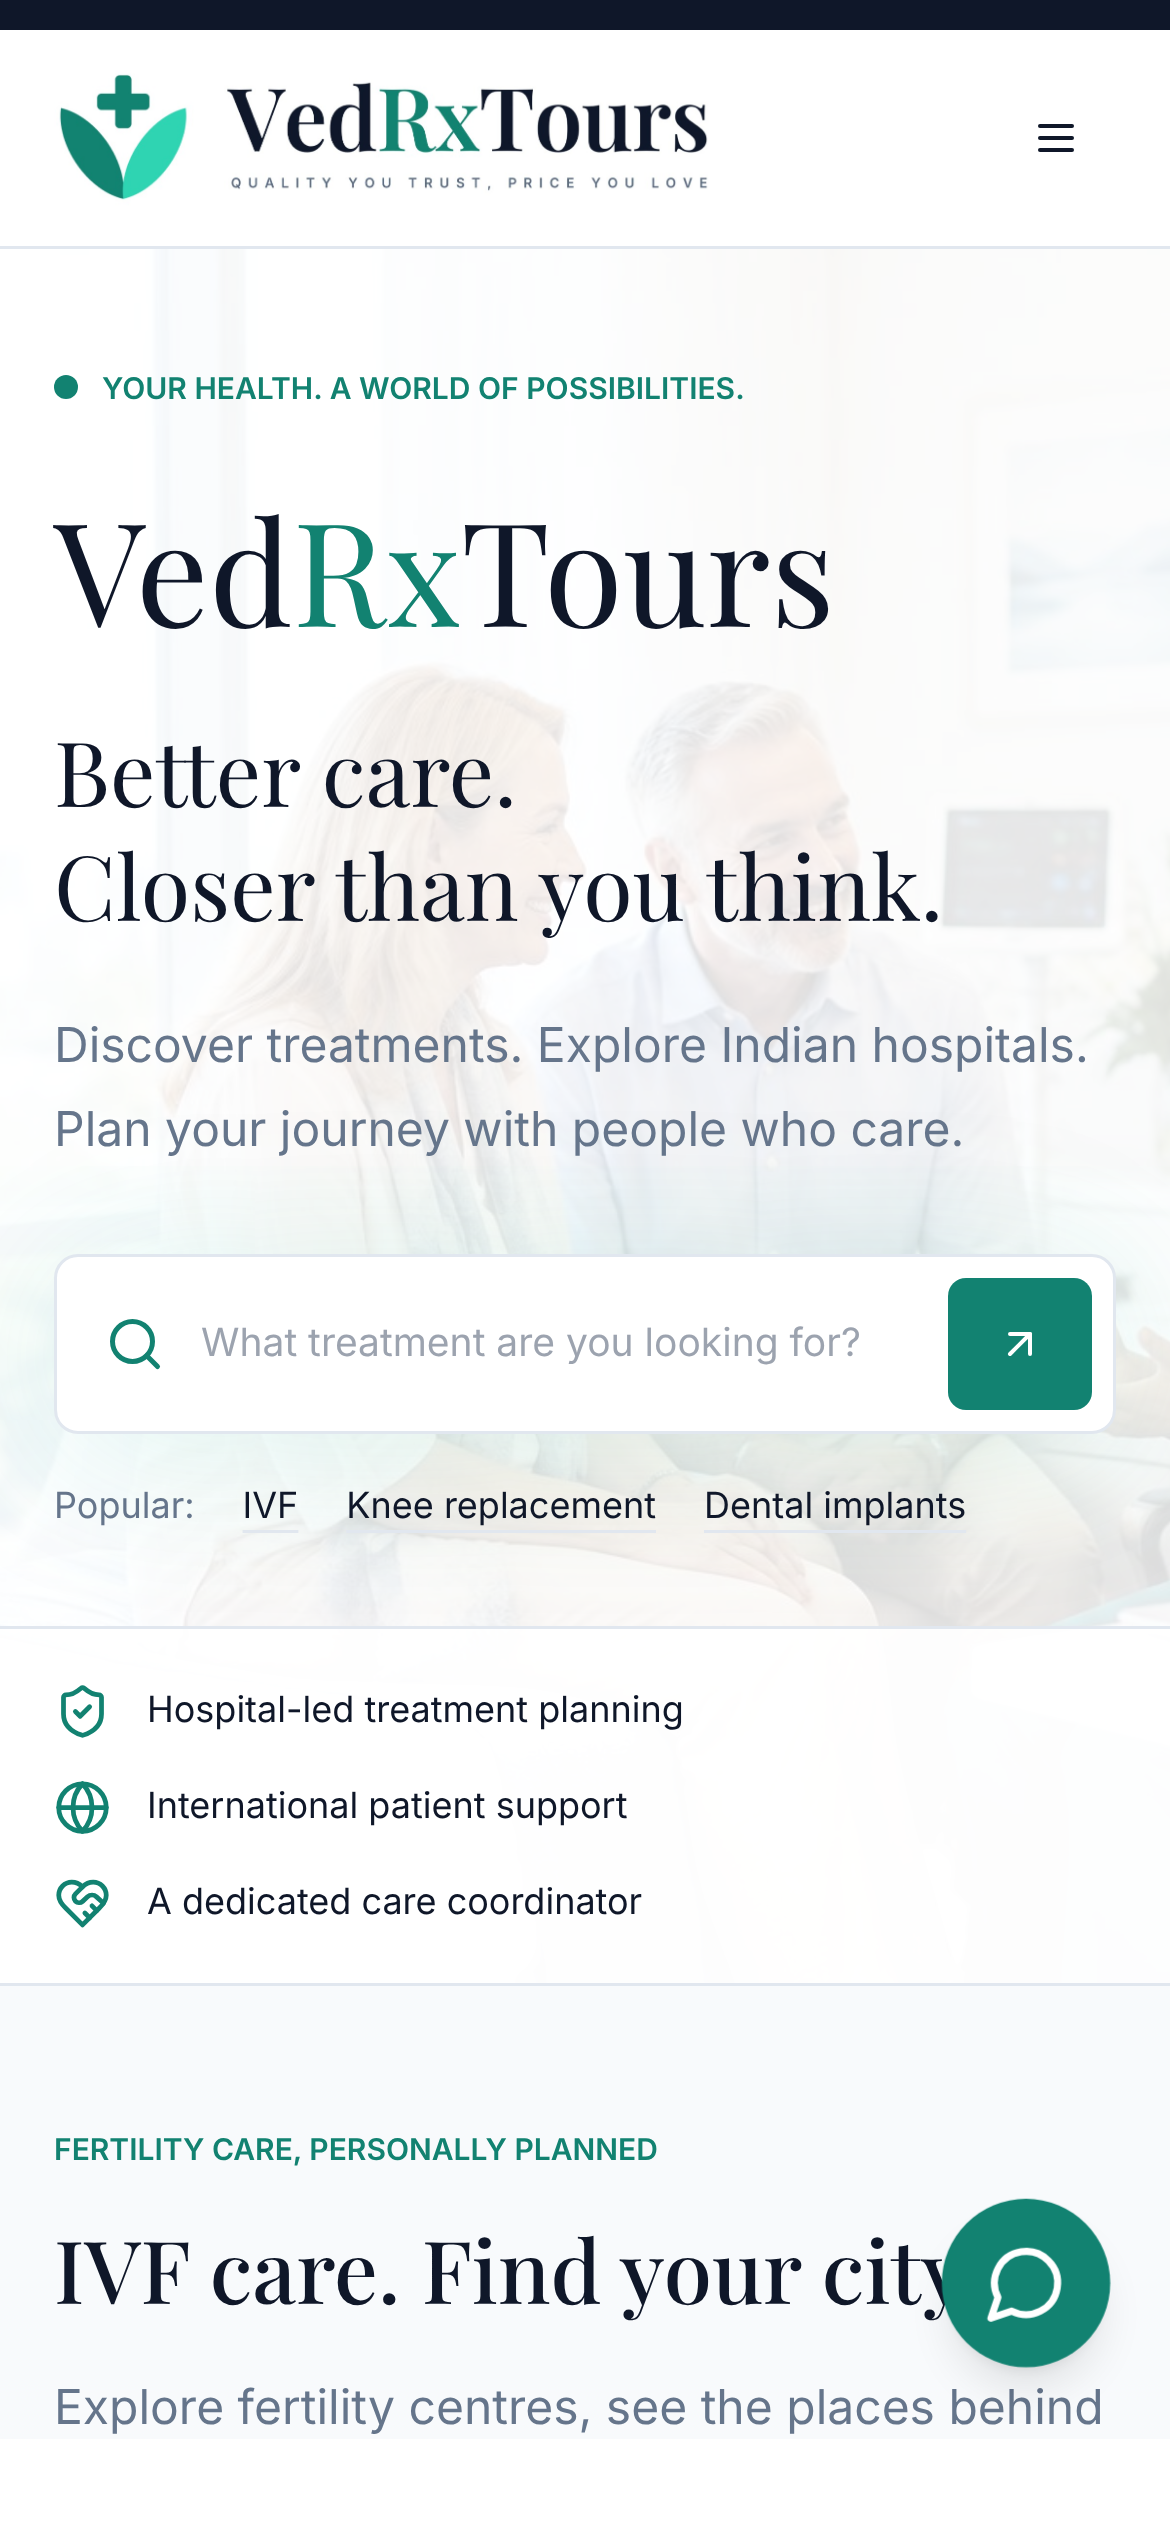 VedRxTours
QUALITY YOU TRUST, PRICE YOU LOVE
YOUR HEALTH. A WORLD OF POSSIBILITIES.
VedRxTours
Better care.
Closer than you think.
Discover treatments. Explore Indian hospitals.
Plan your journey with people who care.
What treatment are you looking for?
Popular: IVF Knee replacement Dental implants
Hospital-led treatment planning
International patient support
A dedicated care coordinator
FERTILITY CARE, PERSONALLY PLANNED
IVF care. Find your city
Explore fertility centres, see the places behind